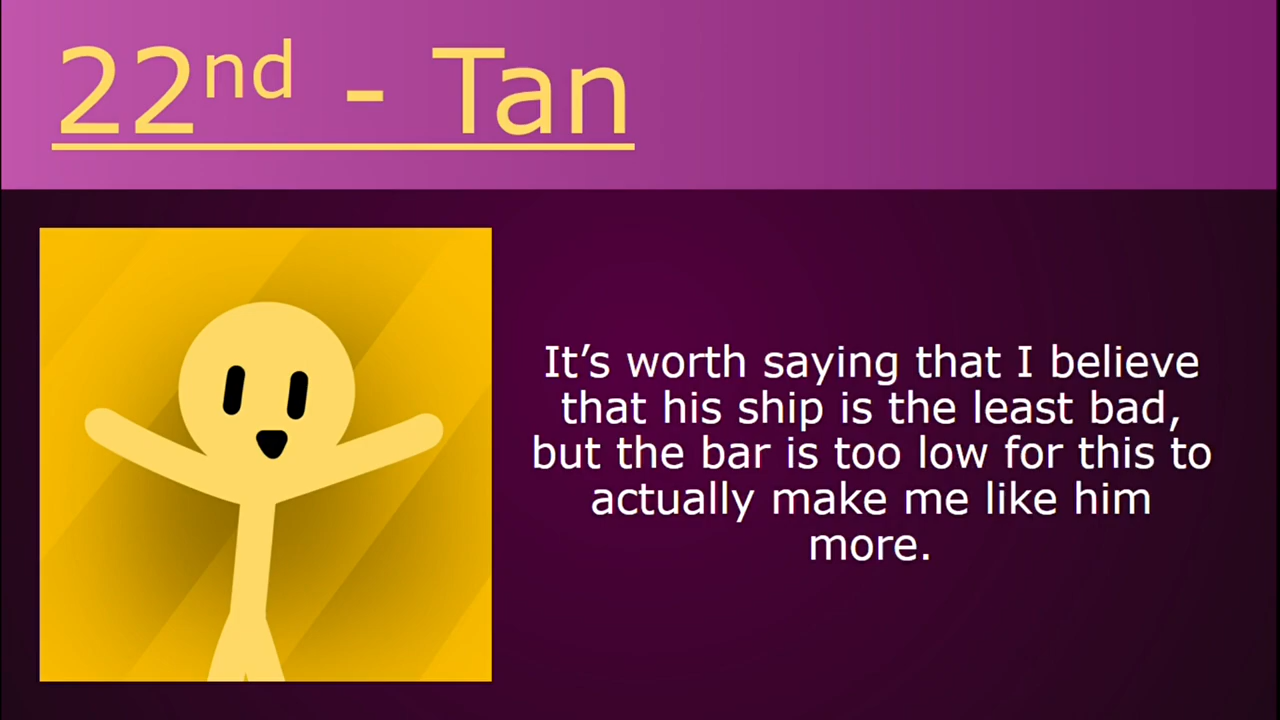 22nd - Tan
It’s worth saying that I believe
that his ship is the least bad,
but the bar is too low for this to
actually make me like him
more.